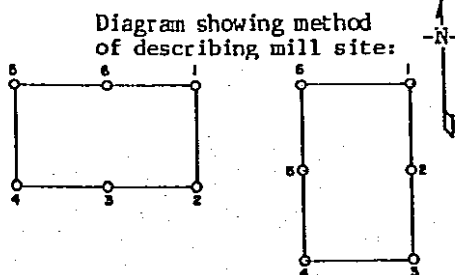 Diagram showing method
of describing mill site:
-N-
5 6 1
4 3 2
6 1
5 2
4 3